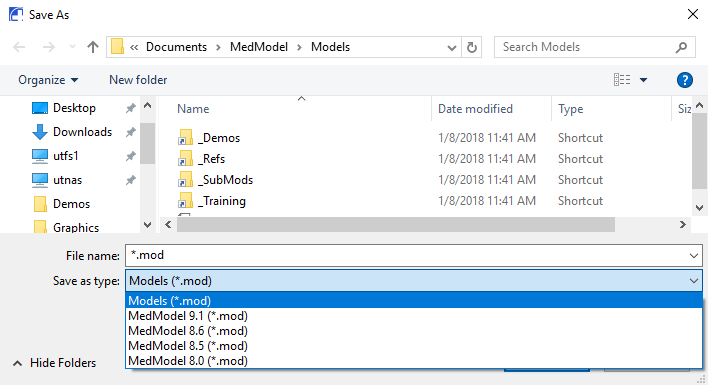 Save As
« Documents > MedModel > Models
Search Models
Organize
New folder
?
Name
Date modified
Type
Siz
Desktop
Downloads
utfs1
utnas
Demos
Graphics
_Demos 1/8/2018 11:41 AM Shortcut
_Refs 1/8/2018 11:41 AM Shortcut
_SubMods 1/8/2018 11:41 AM Shortcut
_Training 1/8/2018 11:41 AM Shortcut
File name: *.mod
Save as type: Models (*.mod)
Models (*.mod)
MedModel 9.1 (*.mod)
MedModel 8.6 (*.mod)
MedModel 8.5 (*.mod)
MedModel 8.0 (*.mod)
Hide Folders